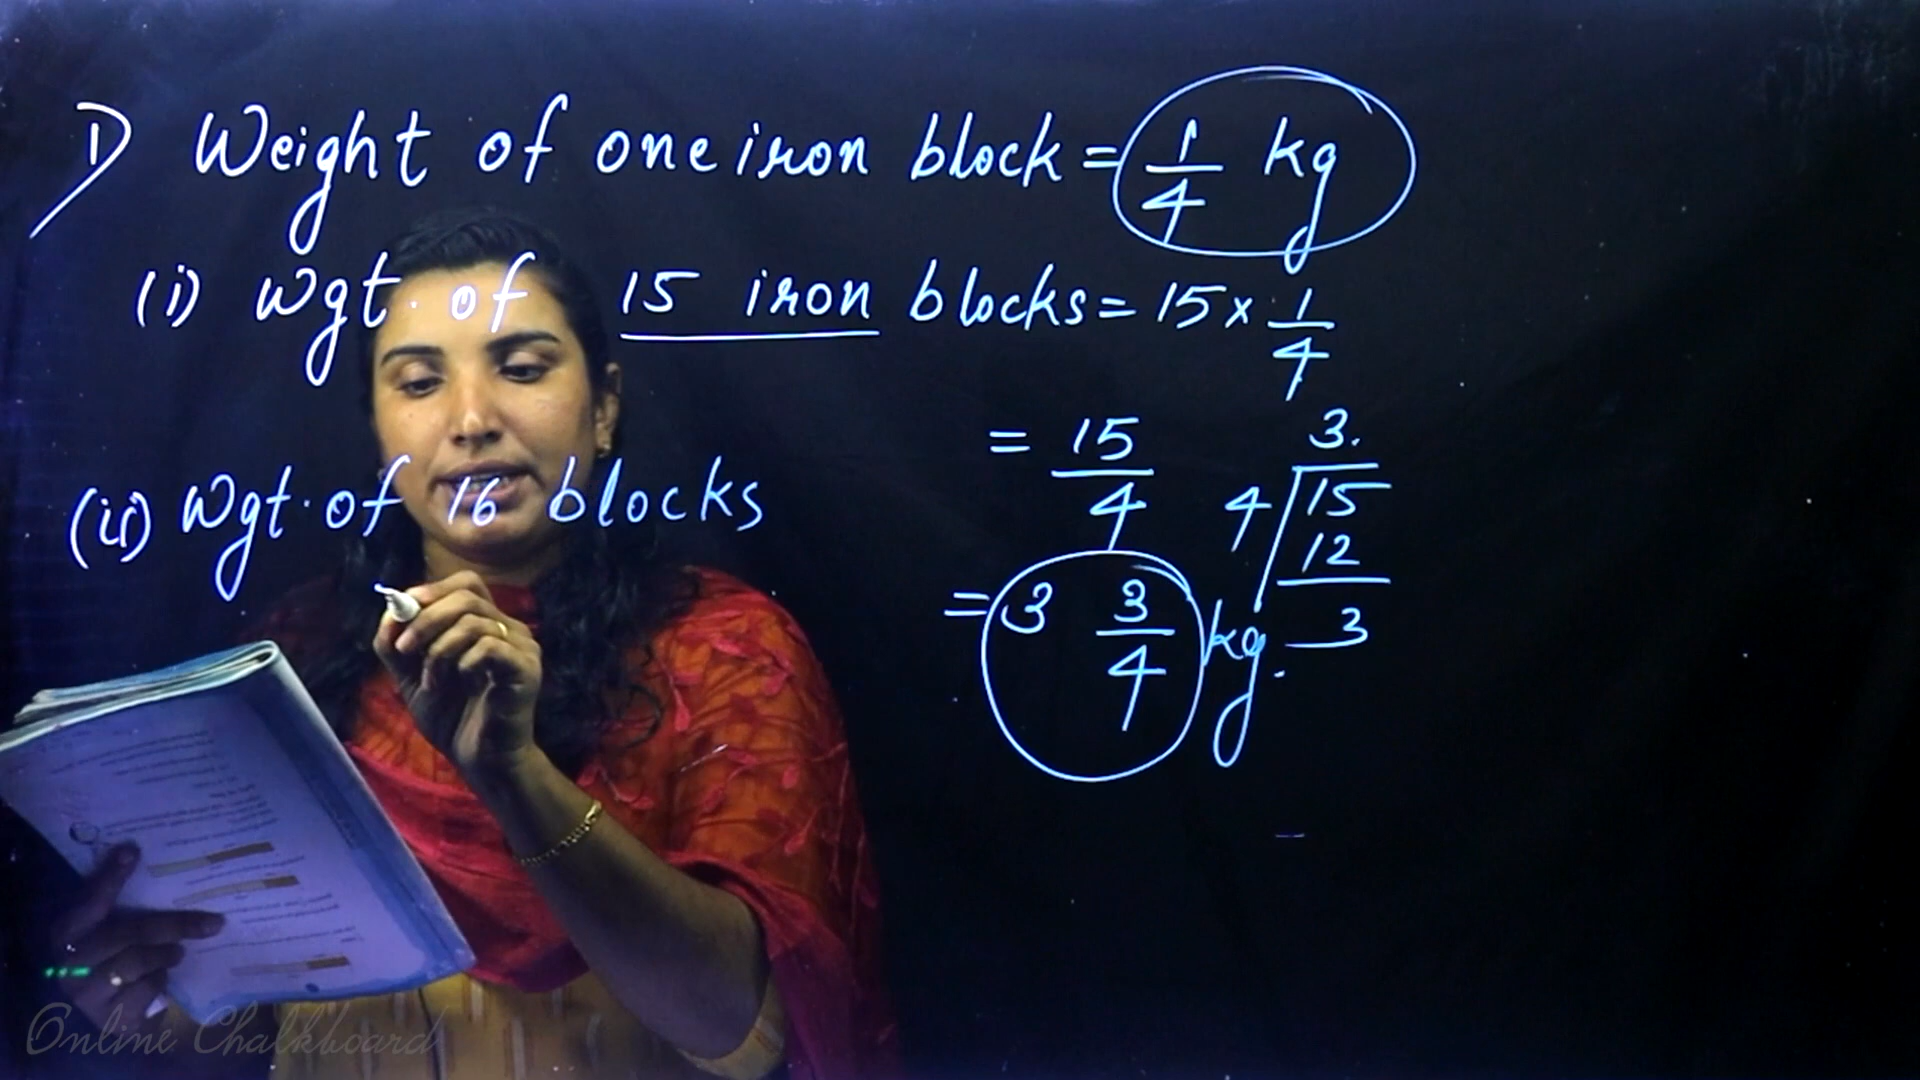 1) Weight of one iron block = 1/4 kg
(i) Wgt. of 15 iron blocks = 15 x 1/4
= 15/4
3.
4 15
12
3
= 3 3/4 kg.
(ii) Wgt. of 16 blocks
Online Chalkboard